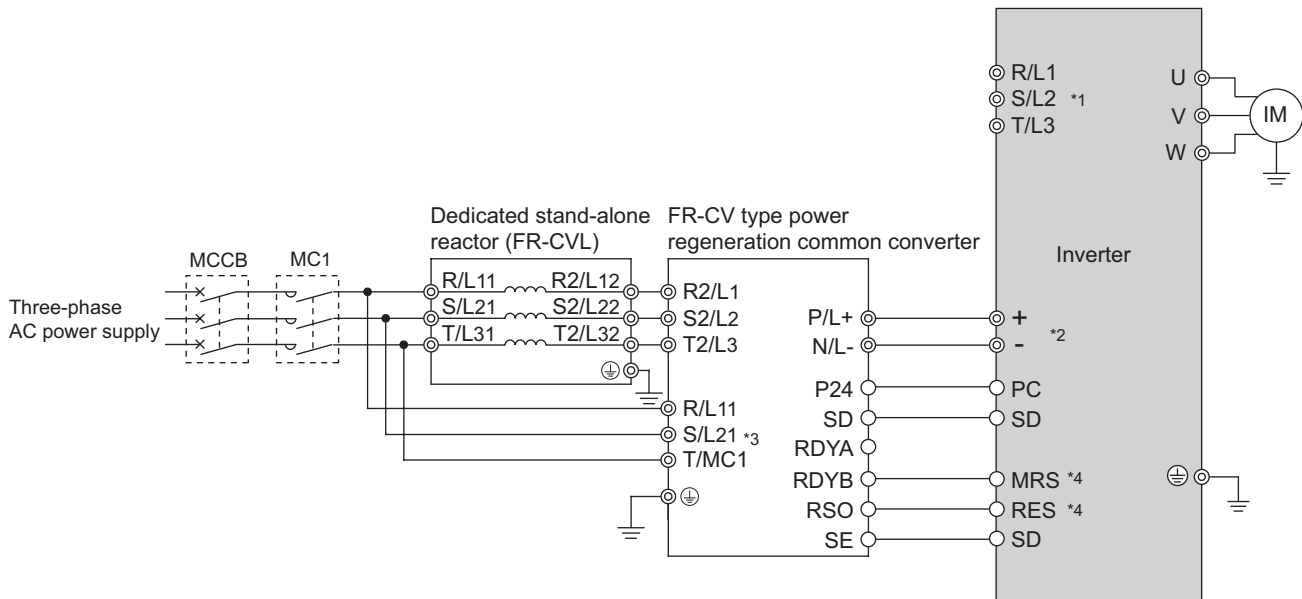 R/L1
S/L2 *1
T/L3
U
V
W
IM
Dedicated stand-alone
reactor (FR-CVL)
FR-CV type power
regeneration common converter
Inverter
MCCB
MC1
Three-phase
AC power supply
R/L11 R2/L12
S/L21 S2/L22
T/L31 T2/L32
R2/L1
S2/L2
T2/L3
R/L11
S/L21 *3
T/MC1
P/L+
N/L-
P24
SD
RDYA
RDYB
RSO
SE
+
- *2
PC
SD
MRS *4
RES *4
SD